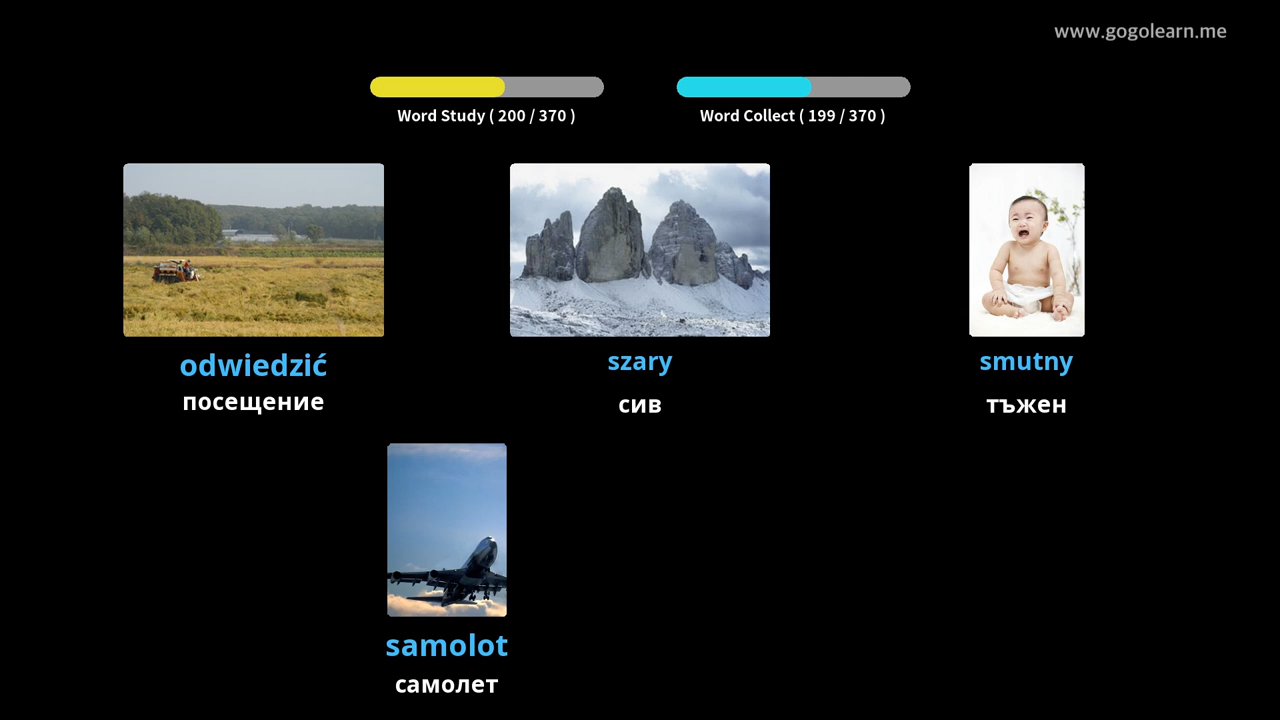 www.gogolearn.me
Word Study ( 200 / 370 )
Word Collect ( 199 / 370 )
odwiedzić
посещение
szary
сив
smutny
тъжен
samolot
самолет